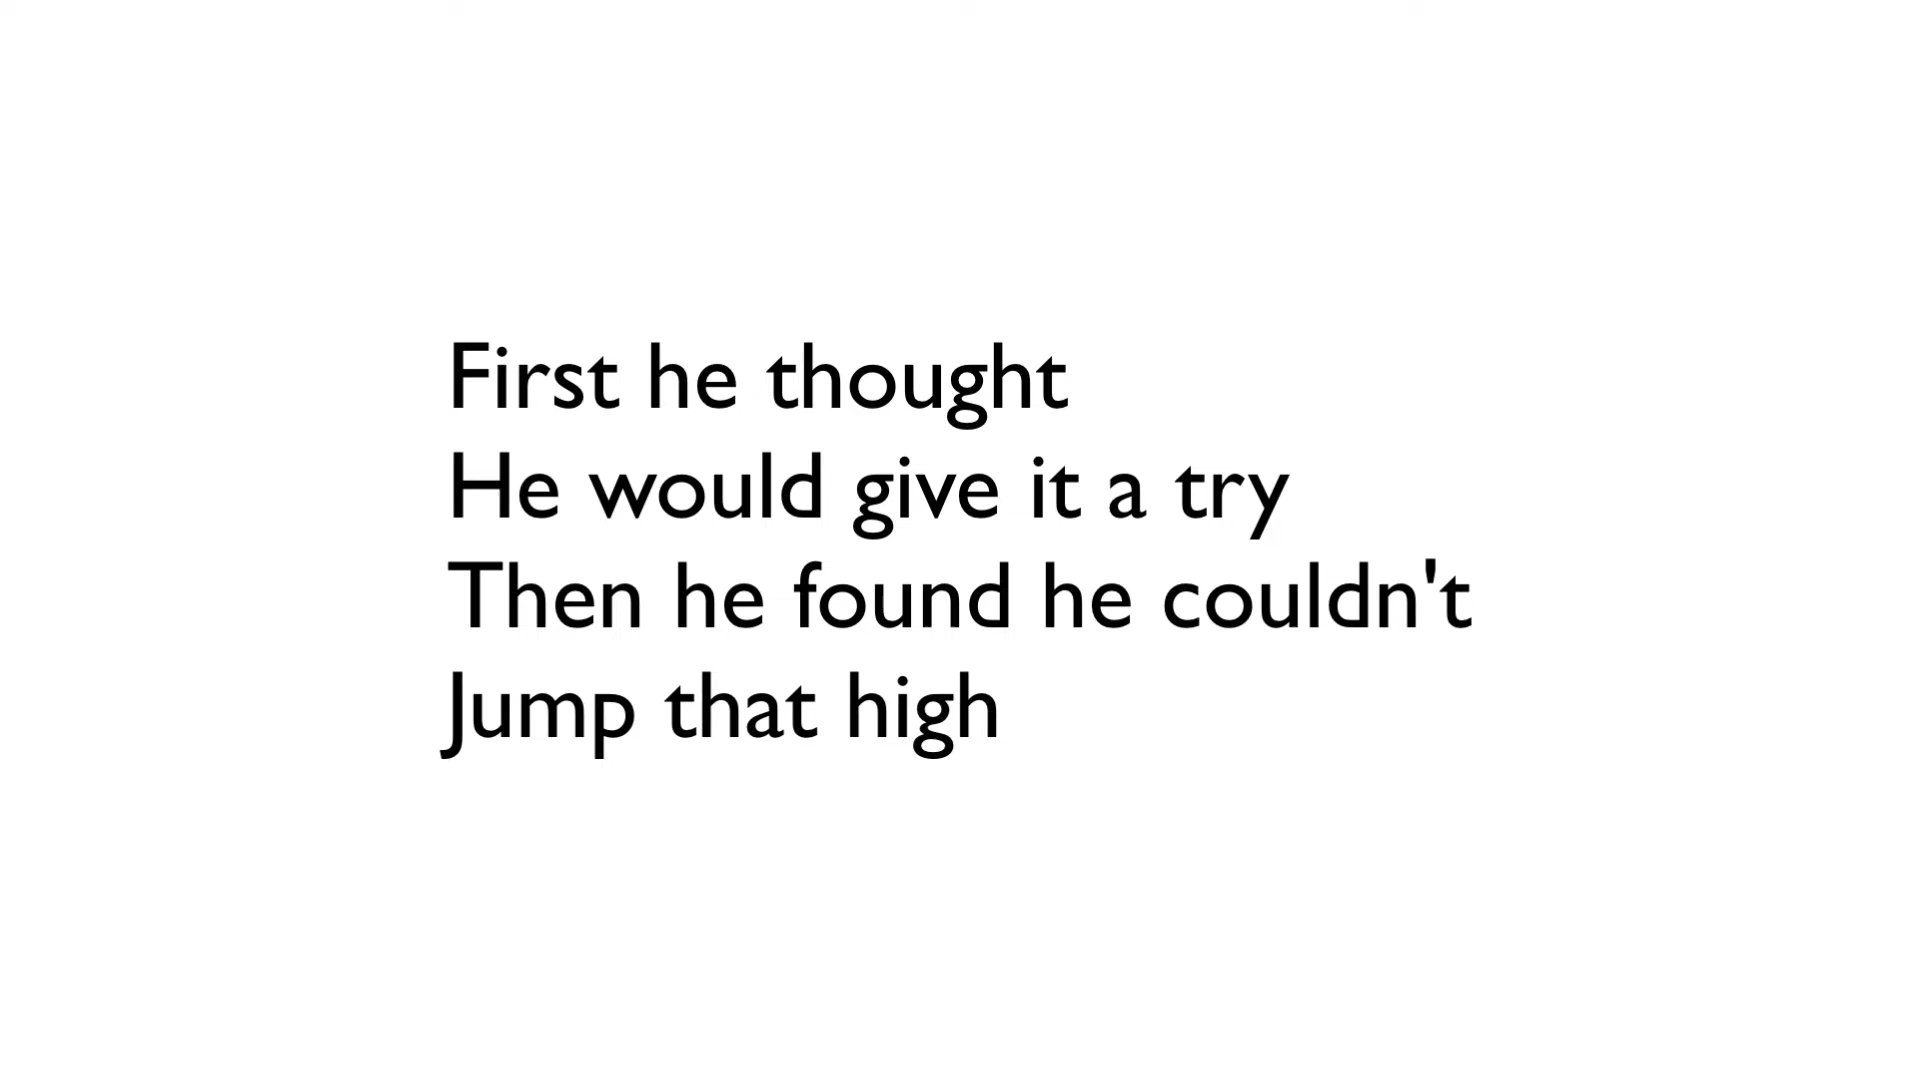 First he thought
He would give it a try
Then he found he couldn't
Jump that high